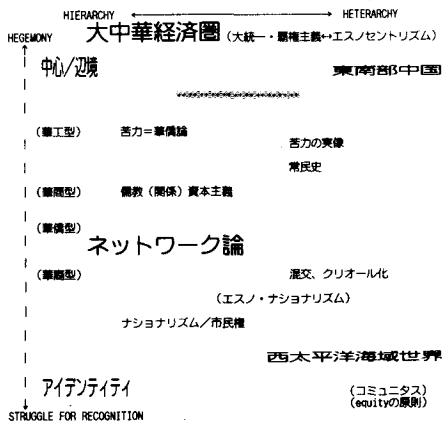 HIERARCHY ←→ HETERARCHY
HEGEMONY 大中華経済圏 (大統一・覇権主義↔エスノセントリズム)
中心/辺境 東南部中国
(華工型) 苦力=華僑論
苦力の実像
常民史
(華商型) 儒教(関係)資本主義
(華僑型)
ネットワーク論
(華裔型) 混交、クリオール化
(エスノ・ナショナリズム)
ナショナリズム/市民権
西太平洋海域世界
アイデンティティ (コミュニタス)
(equityの原則)
STRUGGLE FOR RECOGNITION